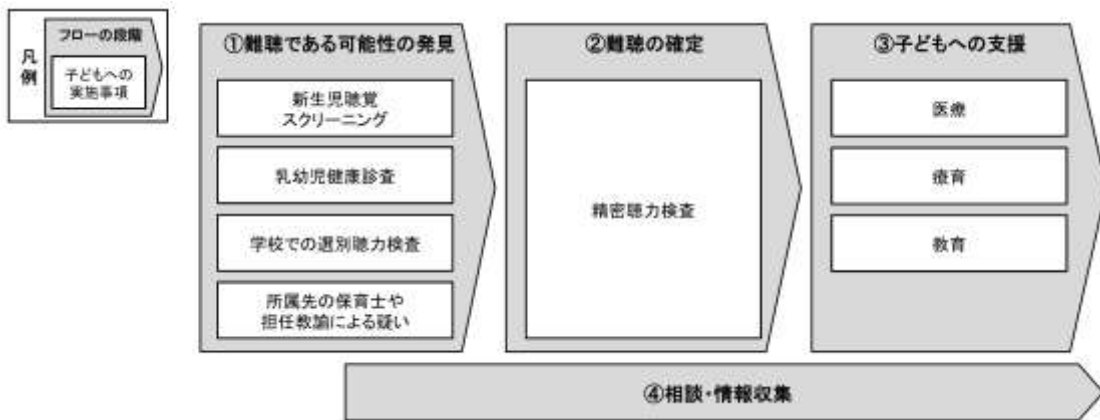 凡
例
フローの段階
子どもへの
実施事項
①難聴である可能性の発見
新生児聴覚
スクリーニング
乳幼児健康診査
学校での選別聴力検査
所属先の保育士や
担任教諭による疑い
②難聴の確定
精密聴力検査
③子どもへの支援
医療
療育
教育
④相談・情報収集